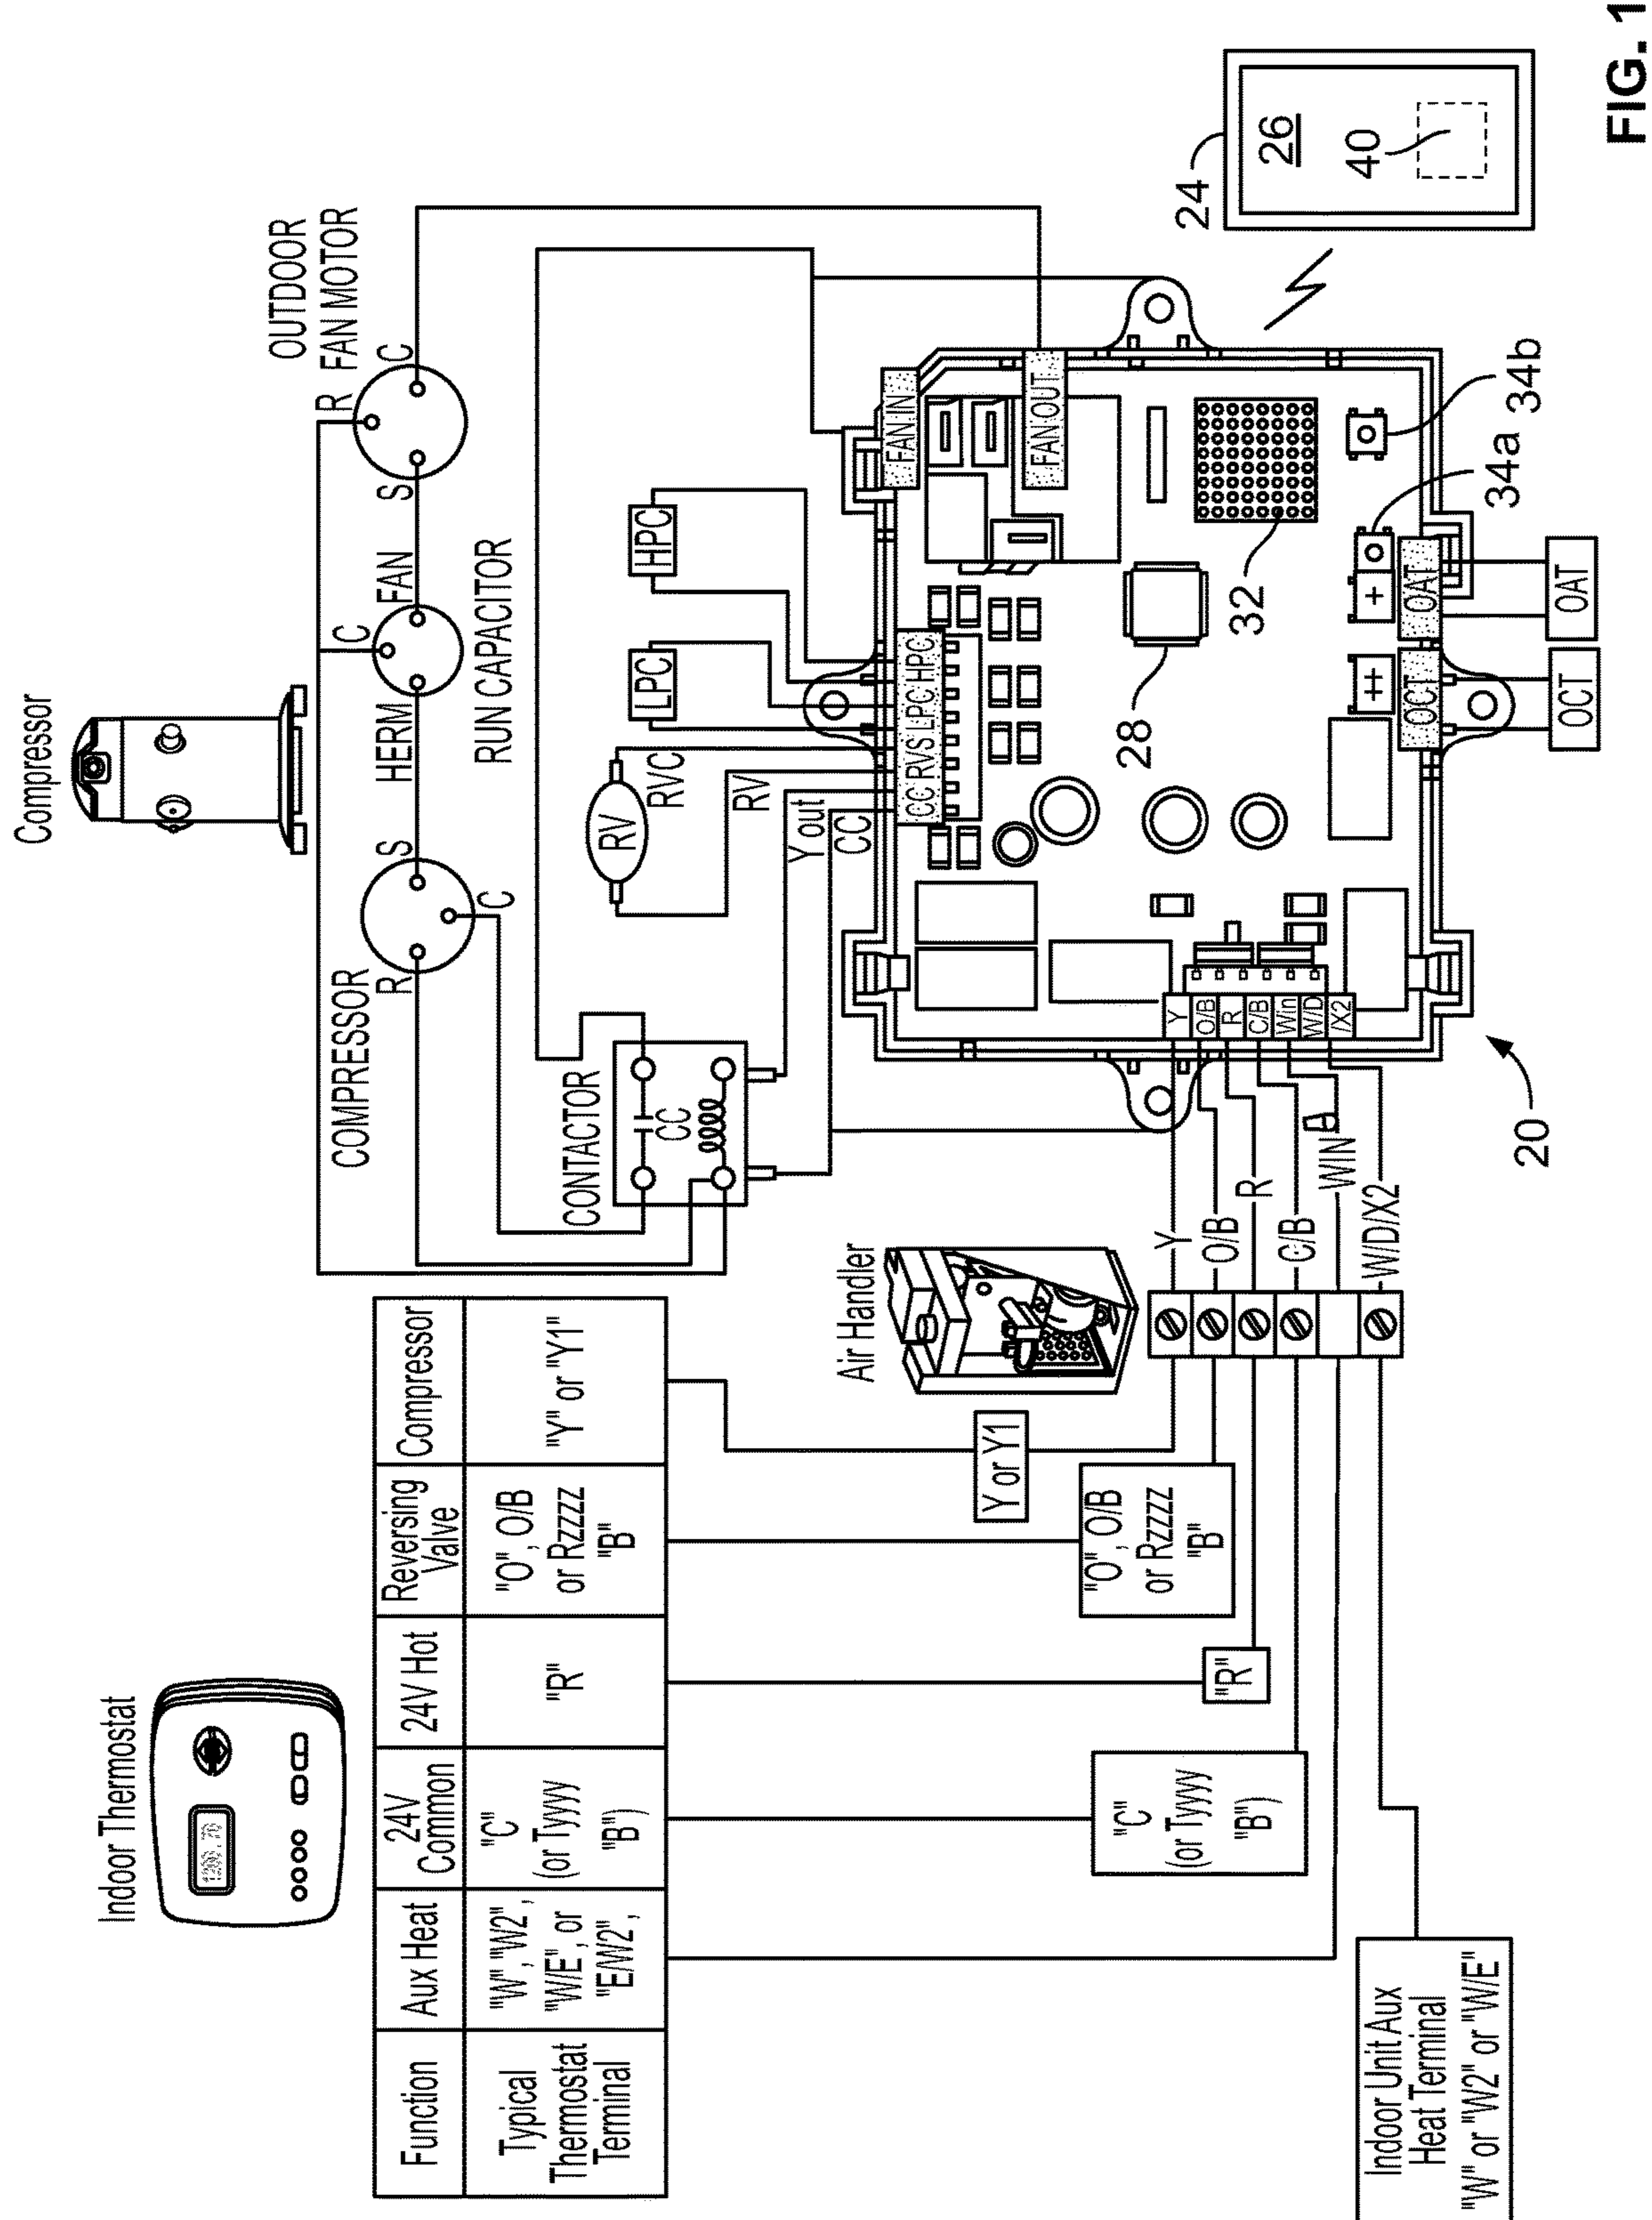 Indoor Thermostat
1200. 70
Function
Aux Heat
24V
Common
24V Hot
Reversing
Valve
Compressor
Typical
Thermostat
Terminal
"W","W2",
"W/E", or
"E/W2",
"C"
(or Tyyyy
"B")
"R"
"O", O/B
or Rzzzz
"B"
"Y" or "Y1"
Compressor
COMPRESSOR
R
S
C
HERM
C
FAN
S
R
C
OUTDOOR
FAN MOTOR
RUN CAPACITOR
CONTACTOR
CC
RV
RVC
RV
LPC
HPC
Y out
CC
Air Handler
Y or Y1
"O", O/B
or Rzzzz
"B"
"R"
"C"
(or Tyyyy
"B")
Y
O/B
R
C/B
WIN
W/D/X2
Y
O/B
R
C/B
Win
W/D
/X2
CC RVS LPC HPC
FAN IN
FAN OUT
28
32
++
+
OCT
OAT
34a
34b
OCT
OAT
20
24
26
40
Indoor Unit Aux
Heat Terminal
"W" or "W2" or "W/E"
FIG. 1